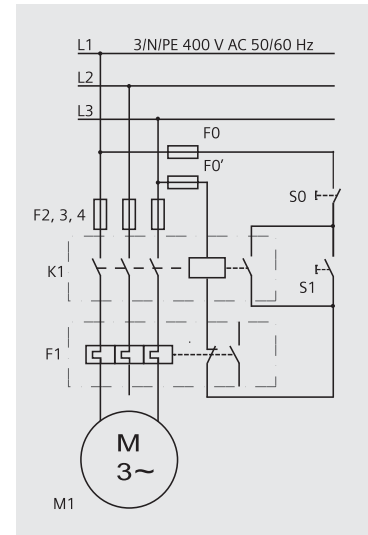 L1 3/N/PE 400 V AC 50/60 Hz
L2
L3
F0
F0′
S0
F2, 3, 4
K1
S1
F1
M
3~
M1